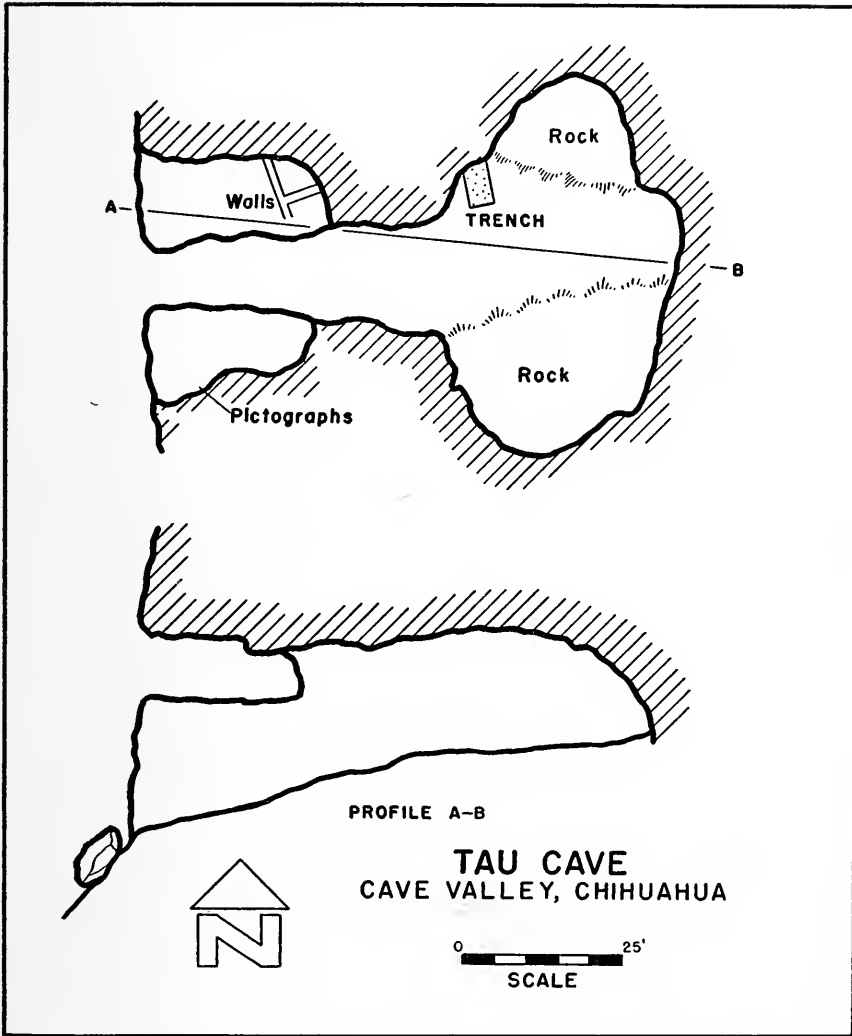 Rock
Walls
A
TRENCH
B
Rock
Pictographs
PROFILE A-B
TAU CAVE
CAVE VALLEY, CHIHUAHUA
N
0 25'
SCALE